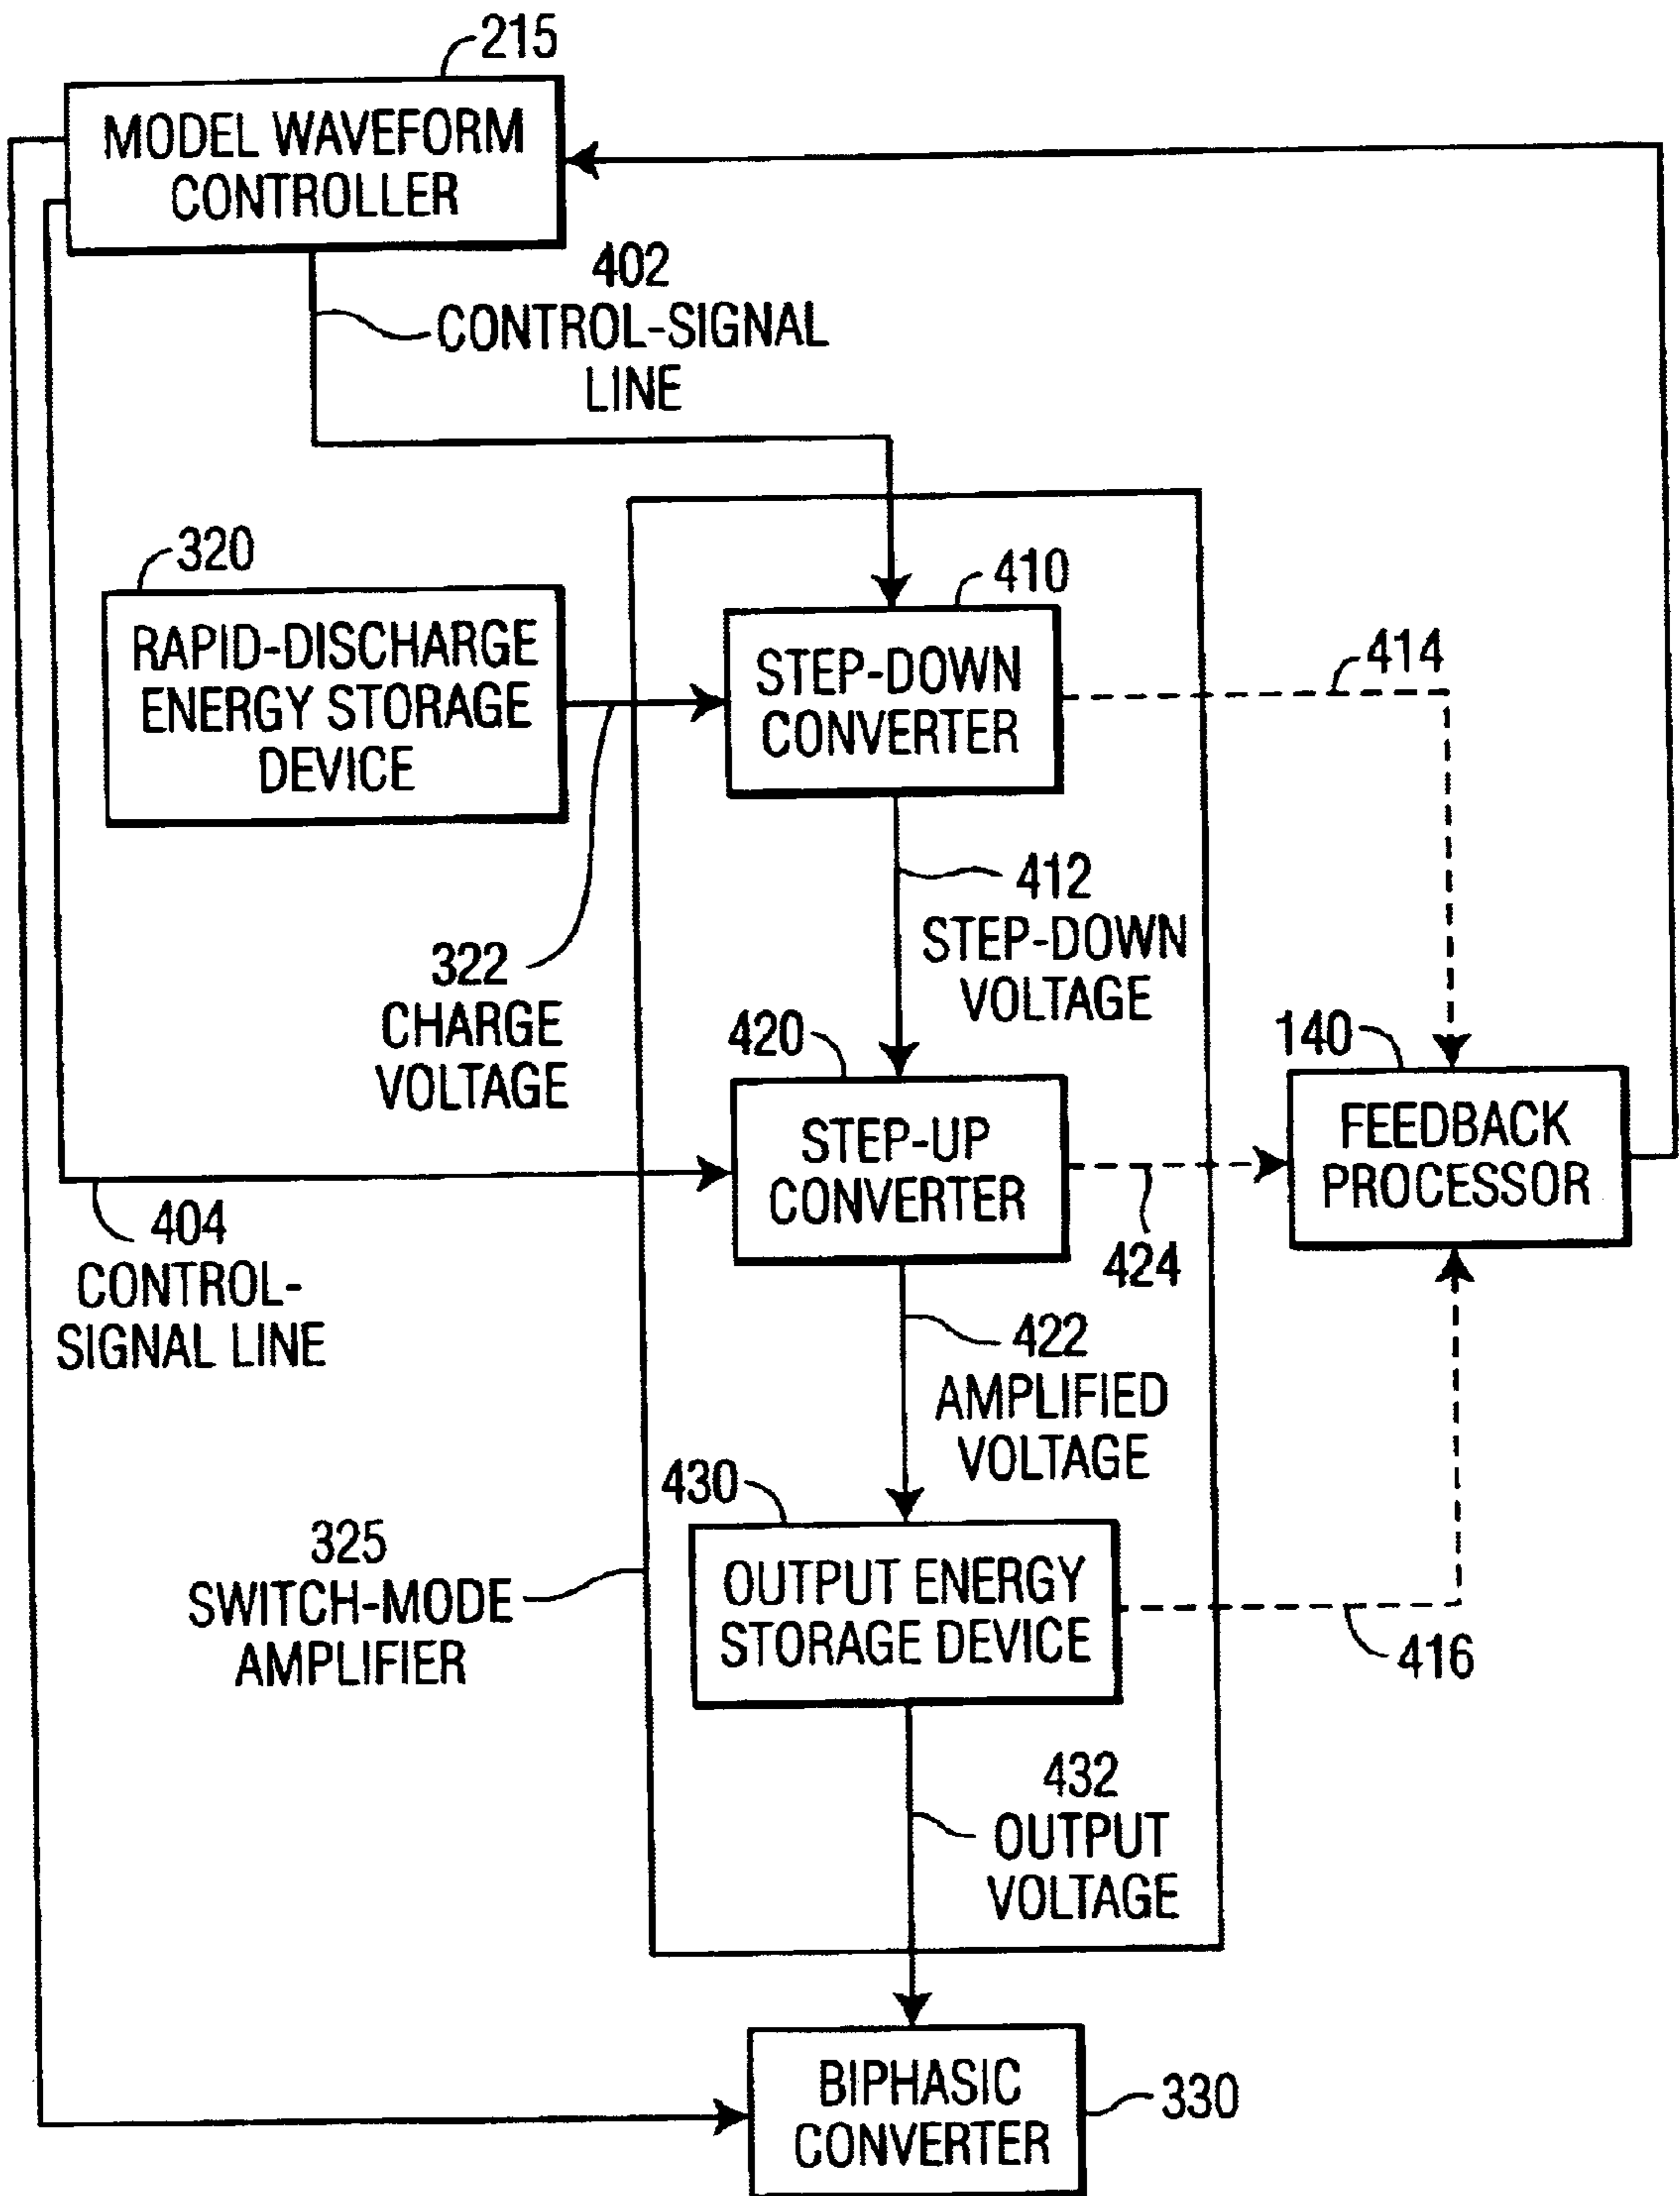 215
MODEL WAVEFORM
CONTROLLER
402
CONTROL-SIGNAL
LINE
320
RAPID-DISCHARGE
ENERGY STORAGE
DEVICE
410
STEP-DOWN
CONVERTER
414
412
STEP-DOWN
VOLTAGE
322
CHARGE
VOLTAGE
420
STEP-UP
CONVERTER
140
FEEDBACK
PROCESSOR
404
CONTROL-
SIGNAL LINE
424
422
AMPLIFIED
VOLTAGE
430
OUTPUT ENERGY
STORAGE DEVICE
325
SWITCH-MODE
AMPLIFIER
416
432
OUTPUT
VOLTAGE
BIPHASIC
CONVERTER
330